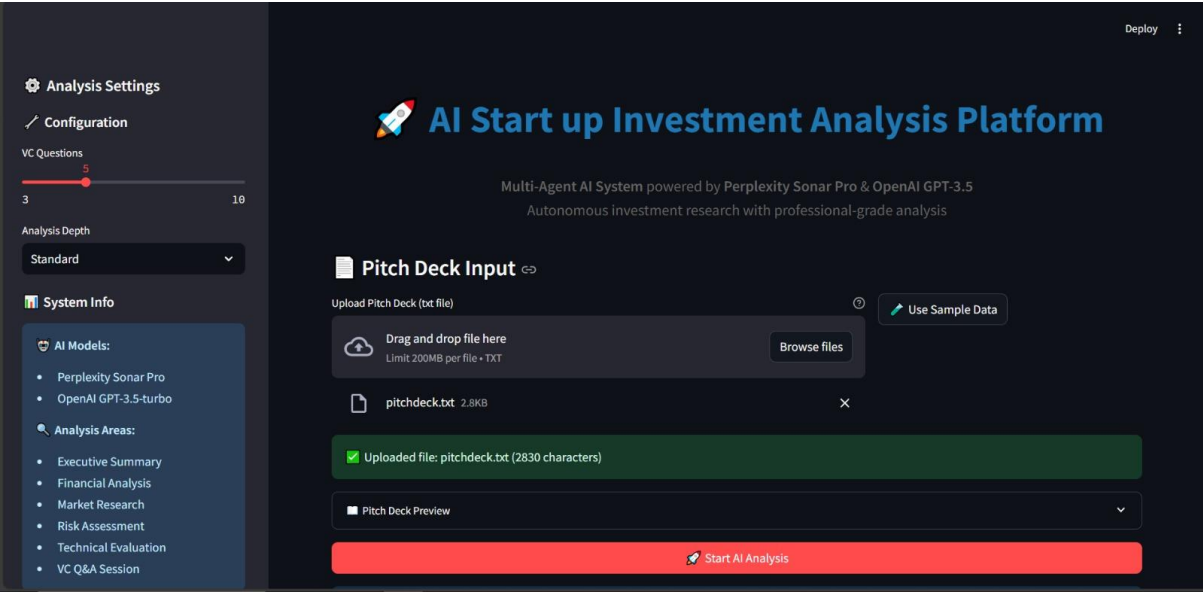 Deploy
⚙️ Analysis Settings
🔧 Configuration
VC Questions
5
3 10
Analysis Depth
Standard
📊 System Info
🤖 AI Models:
• Perplexity Sonar Pro
• OpenAI GPT-3.5-turbo
🔍 Analysis Areas:
• Executive Summary
• Financial Analysis
• Market Research
• Risk Assessment
• Technical Evaluation
• VC Q&A Session
🚀 AI Start up Investment Analysis Platform
Multi-Agent AI System powered by Perplexity Sonar Pro & OpenAI GPT-3.5
Autonomous investment research with professional-grade analysis
📄 Pitch Deck Input
Upload Pitch Deck (txt file)
Drag and drop file here
Limit 200MB per file • TXT
Browse files
🧪 Use Sample Data
pitchdeck.txt 2.8KB
✅ Uploaded file: pitchdeck.txt (2830 characters)
📖 Pitch Deck Preview
🚀 Start AI Analysis